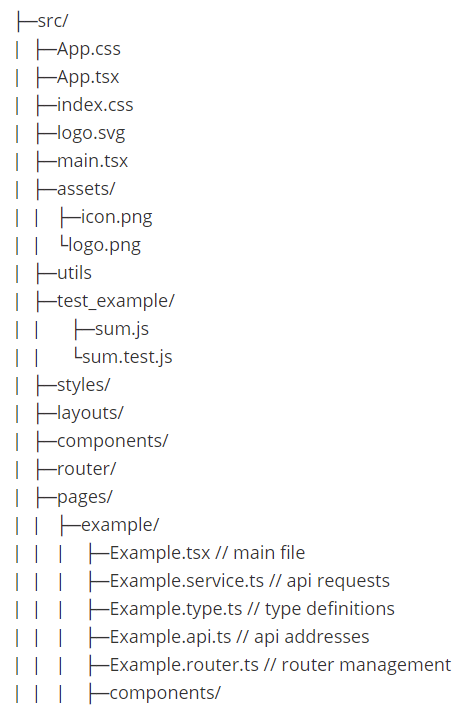 ├─src/
| ├─App.css
| ├─App.tsx
| ├─index.css
| ├─logo.svg
| ├─main.tsx
| ├─assets/
| | ├─icon.png
| | └logo.png
| ├─utils
| ├─test_example/
| | ├─sum.js
| | └sum.test.js
| ├─styles/
| ├─layouts/
| ├─components/
| ├─router/
| ├─pages/
| | ├─example/
| | | ├─Example.tsx // main file
| | | ├─Example.service.ts // api requests
| | | ├─Example.type.ts // type definitions
| | | ├─Example.api.ts // api addresses
| | | ├─Example.router.ts // router management
| | | ├─components/